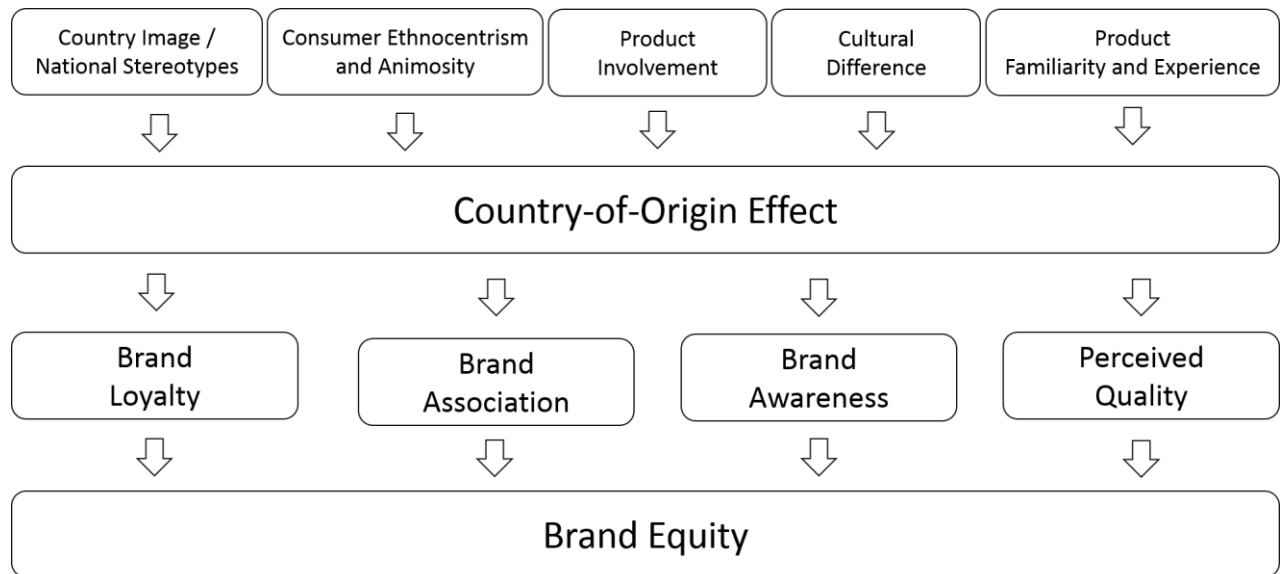 Country Image /
National Stereotypes
Consumer Ethnocentrism
and Animosity
Product
Involvement
Cultural
Difference
Product
Familiarity and Experience
Country-of-Origin Effect
Brand
Loyalty
Brand
Association
Brand
Awareness
Perceived
Quality
Brand Equity